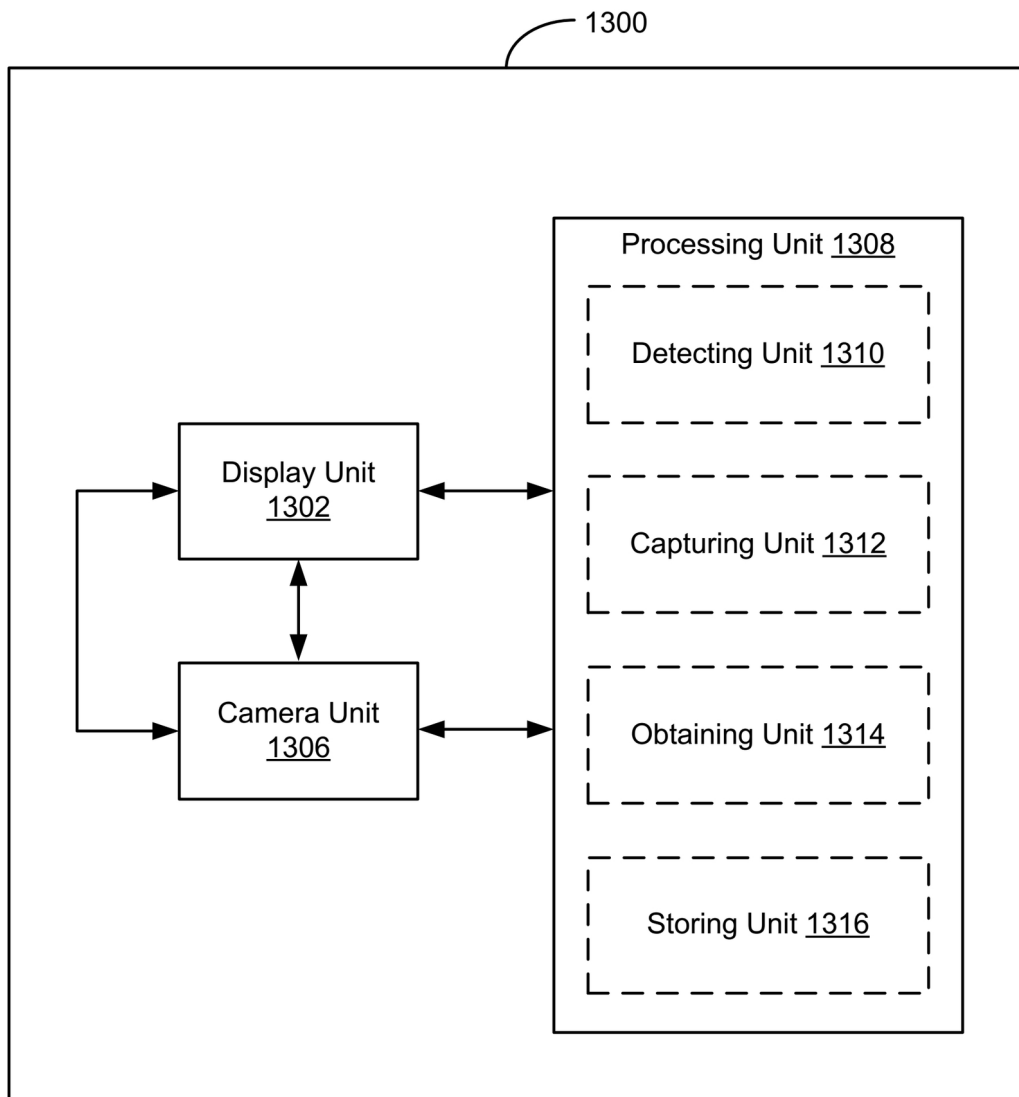 1300
Processing Unit 1308
Detecting Unit 1310
Display Unit
1302
Capturing Unit 1312
Camera Unit
1306
Obtaining Unit 1314
Storing Unit 1316